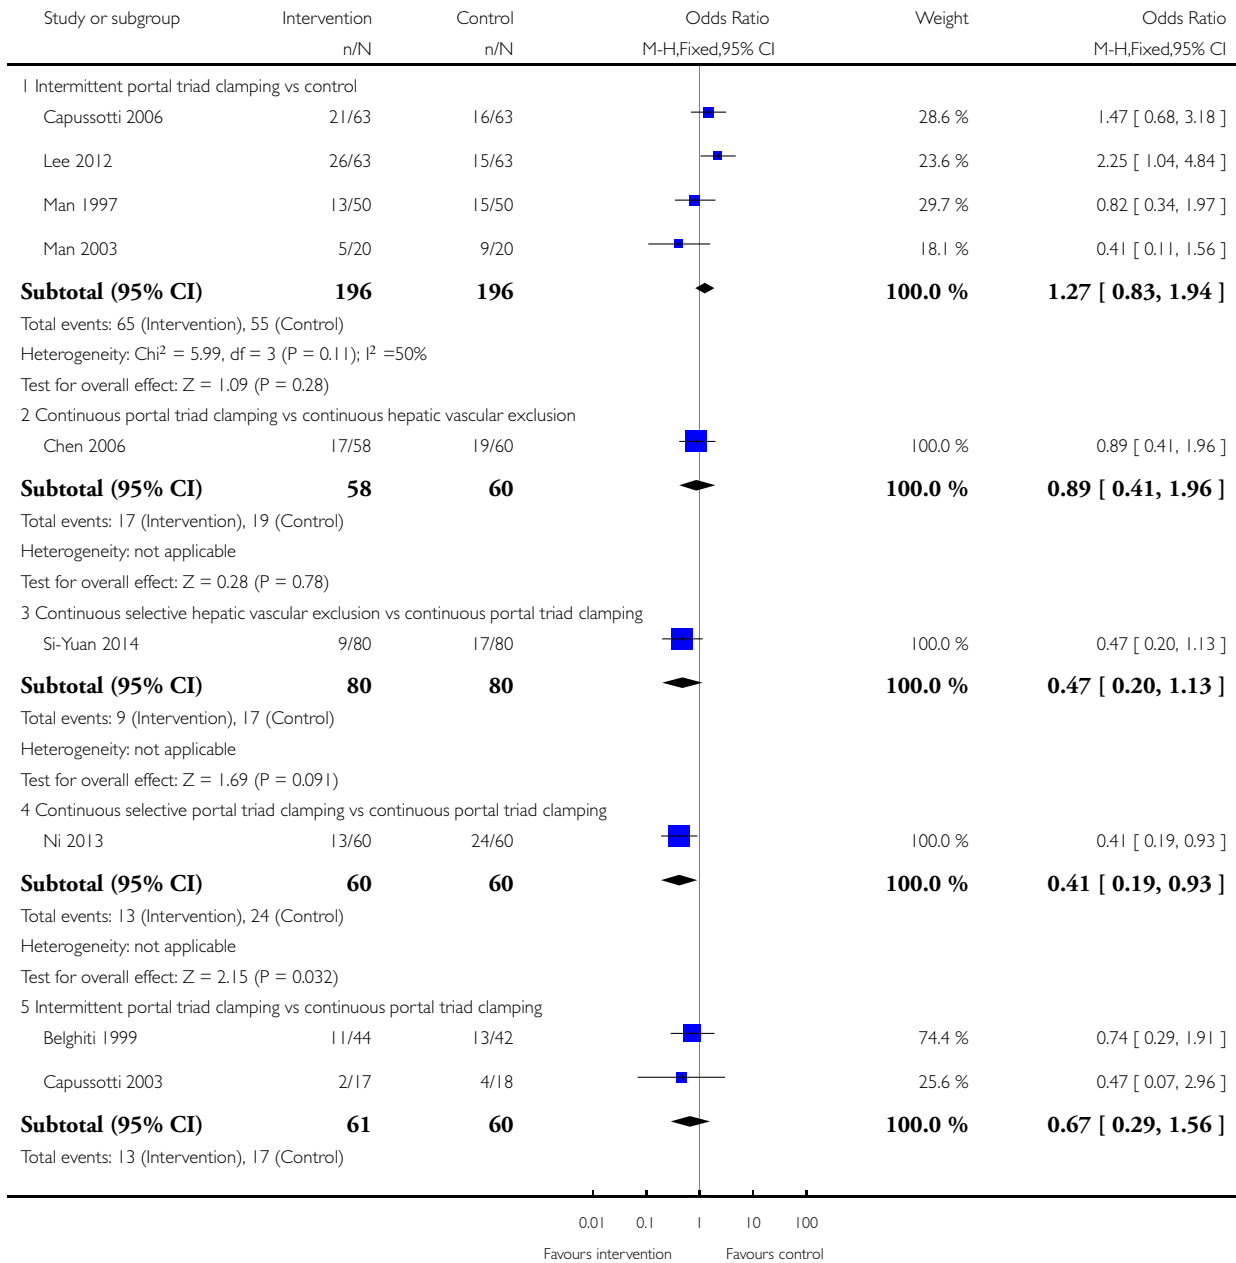 Study or subgroup Intervention Control Odds Ratio Weight Odds Ratio
n/N n/N M-H,Fixed,95% CI M-H,Fixed,95% CI
1 Intermittent portal triad clamping vs control
Capussotti 2006 21/63 16/63 28.6 % 1.47 [ 0.68, 3.18 ]
Lee 2012 26/63 15/63 23.6 % 2.25 [ 1.04, 4.84 ]
Man 1997 13/50 15/50 29.7 % 0.82 [ 0.34, 1.97 ]
Man 2003 5/20 9/20 18.1 % 0.41 [ 0.11, 1.56 ]
Subtotal (95% CI) 196 196 100.0 % 1.27 [ 0.83, 1.94 ]
Total events: 65 (Intervention), 55 (Control)
Heterogeneity: Chi² = 5.99, df = 3 (P = 0.11); I² =50%
Test for overall effect: Z = 1.09 (P = 0.28)
2 Continuous portal triad clamping vs continuous hepatic vascular exclusion
Chen 2006 17/58 19/60 100.0 % 0.89 [ 0.41, 1.96 ]
Subtotal (95% CI) 58 60 100.0 % 0.89 [ 0.41, 1.96 ]
Total events: 17 (Intervention), 19 (Control)
Heterogeneity: not applicable
Test for overall effect: Z = 0.28 (P = 0.78)
3 Continuous selective hepatic vascular exclusion vs continuous portal triad clamping
Si-Yuan 2014 9/80 17/80 100.0 % 0.47 [ 0.20, 1.13 ]
Subtotal (95% CI) 80 80 100.0 % 0.47 [ 0.20, 1.13 ]
Total events: 9 (Intervention), 17 (Control)
Heterogeneity: not applicable
Test for overall effect: Z = 1.69 (P = 0.091)
4 Continuous selective portal triad clamping vs continuous portal triad clamping
Ni 2013 13/60 24/60 100.0 % 0.41 [ 0.19, 0.93 ]
Subtotal (95% CI) 60 60 100.0 % 0.41 [ 0.19, 0.93 ]
Total events: 13 (Intervention), 24 (Control)
Heterogeneity: not applicable
Test for overall effect: Z = 2.15 (P = 0.032)
5 Intermittent portal triad clamping vs continuous portal triad clamping
Belghiti 1999 11/44 13/42 74.4 % 0.74 [ 0.29, 1.91 ]
Capussotti 2003 2/17 4/18 25.6 % 0.47 [ 0.07, 2.96 ]
Subtotal (95% CI) 61 60 100.0 % 0.67 [ 0.29, 1.56 ]
Total events: 13 (Intervention), 17 (Control)
0.01 0.1 1 10 100
Favours intervention Favours control